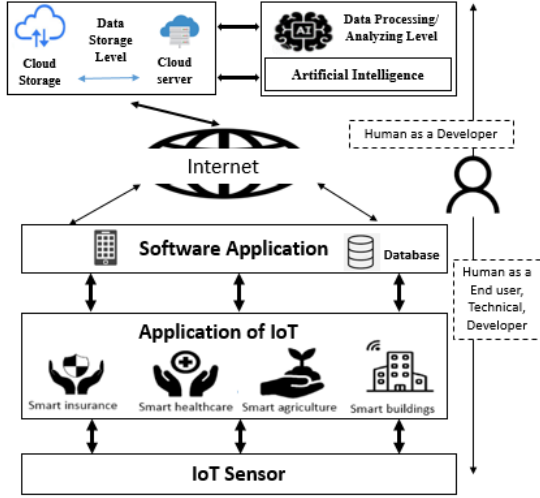 Data
Storage
Level
Cloud
Storage
Cloud
server
Data Processing/
Analyzing Level
AI
Artificial Intelligence
Human as a Developer
Internet
Software Application
Database
Human as a
End user,
Technical,
Developer
Application of IoT
Smart insurance
Smart healthcare
Smart agriculture
Smart buildings
IoT Sensor